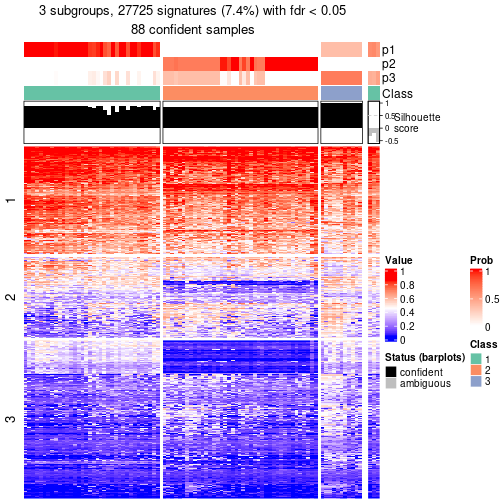 3 subgroups, 27725 signatures (7.4%) with fdr < 0.05
88 confident samples
p1
p2
p3
Class
1
0.5
0
-0.5
Silhouette
score
1
2
3
Value
1
0.8
0.6
0.4
0.2
0
Status (barplots)
confident
ambiguous
Prob
1
0.5
0
Class
1
2
3